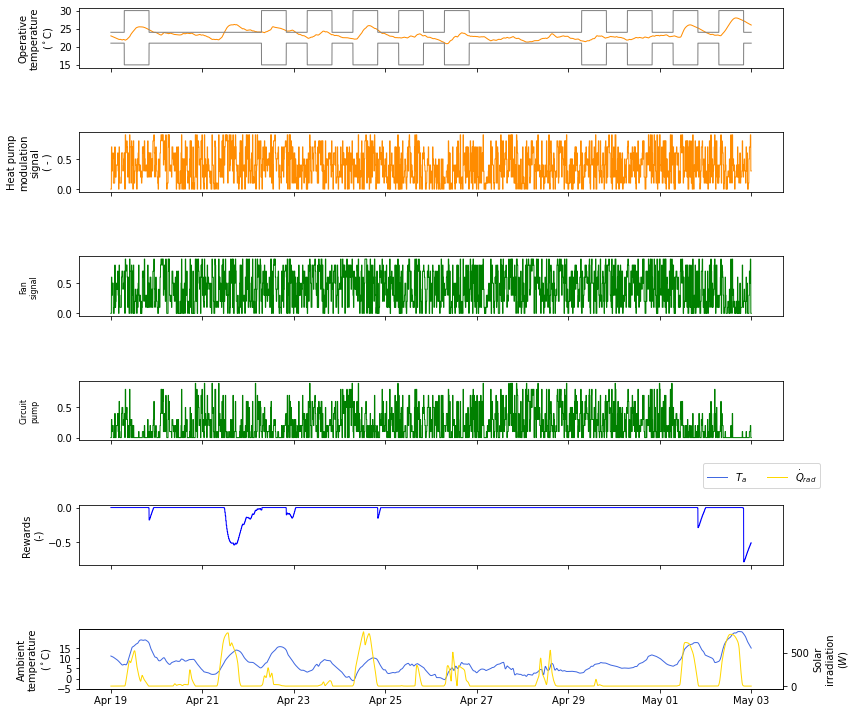 Operative
temperature
(°C)
30
25
20
15
Heat pump
modulation
signal
( - )
0.5
0.0
Fan
signal
0.5
0.0
Circuit
pump
0.5
0.0
T_a
Q̇_rad
Rewards
(-)
0.0
−0.5
Ambient
temperature
(°C)
15
10
5
0
−5
500
0
Solar
irradiation
(W)
Apr 19 Apr 21 Apr 23 Apr 25 Apr 27 Apr 29 May 01 May 03